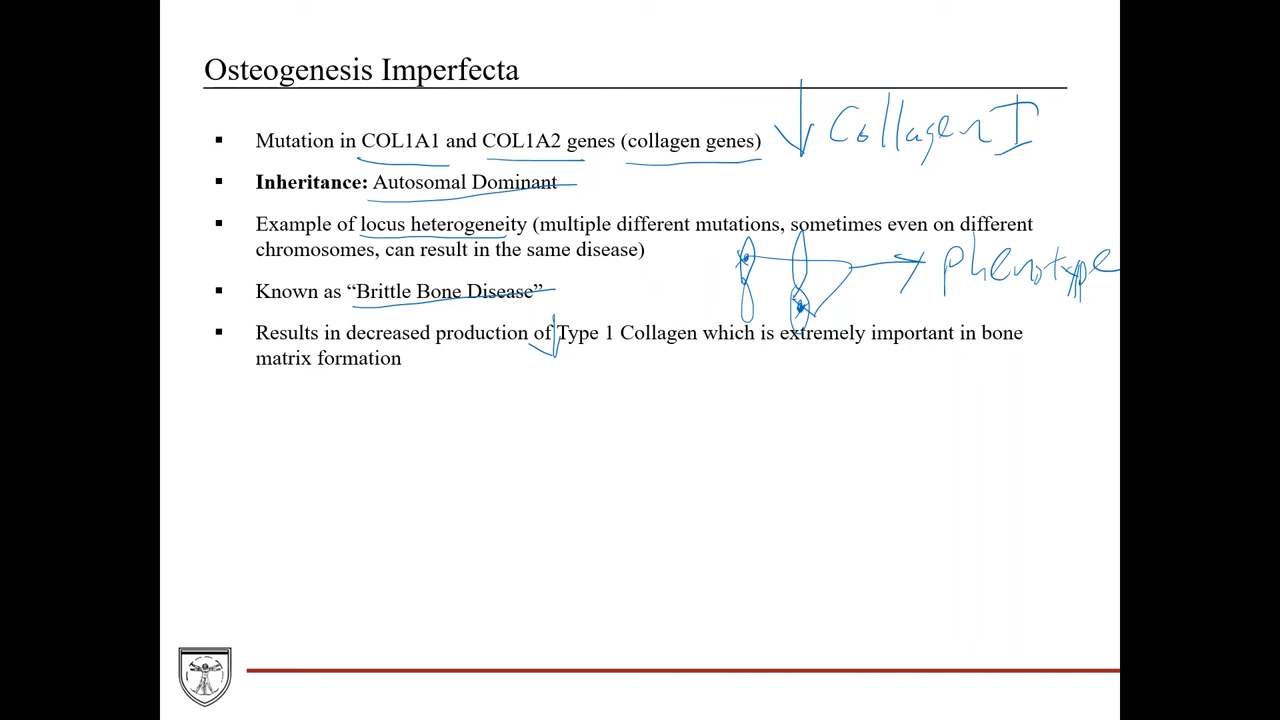 Osteogenesis Imperfecta
▪ Mutation in COL1A1 and COL1A2 genes (collagen genes)
↓ Collagen I
▪ Inheritance: Autosomal Dominant
▪ Example of locus heterogeneity (multiple different mutations, sometimes even on different
chromosomes, can result in the same disease)
phenotype
▪ Known as “Brittle Bone Disease”
▪ Results in decreased production of Type 1 Collagen which is extremely important in bone
matrix formation